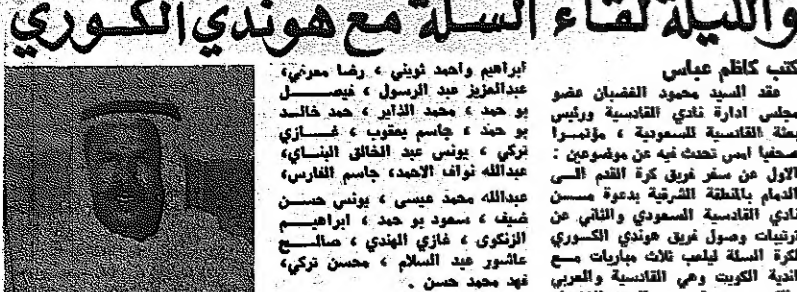 والليلة لقاء السلة مع هوندي الكوري
كتب كاظم عباس
عقد السيد محمود الغضبان عضو
مجلس ادارة نادي القادسية ورئيس
بعثة القادسية للسعودية ، مؤتمرا
صحفيا امس تحدث فيه عن موضوعين :
الاول عن سفر فريق كرة القدم الى
الدمام بالمنطقة الشرقية بدعوة مسن
نادي القادسية السعودي والثاني عن
ترتيبات وصول فريق هوندي الكوري
لكرة السلة ليلعب ثلاث مباريات مع
اندية الكويت وهي القادسية والعربي
ابراهيم واحمد ثويني ، رضا معرفي،
عبدالعزيز عبد الرسول ، فيصل
بو حمد ، محمد الذاير ، حمد خالد
بو حمد ، جاسم يعقوب ، غازي
تركي ، يونس عبد الخالق البناي،
عبدالله نواف الاحمد، جاسم الفارس،
عبدالله محمد عيسى ، يونس حسن
ضيف ، سعود بو حمد ، ابراهيم
الزنكوى ، غازي الهندي ، صالح
عاشور عبد السلام ، محسن تركي،
فهد محمد حسن .